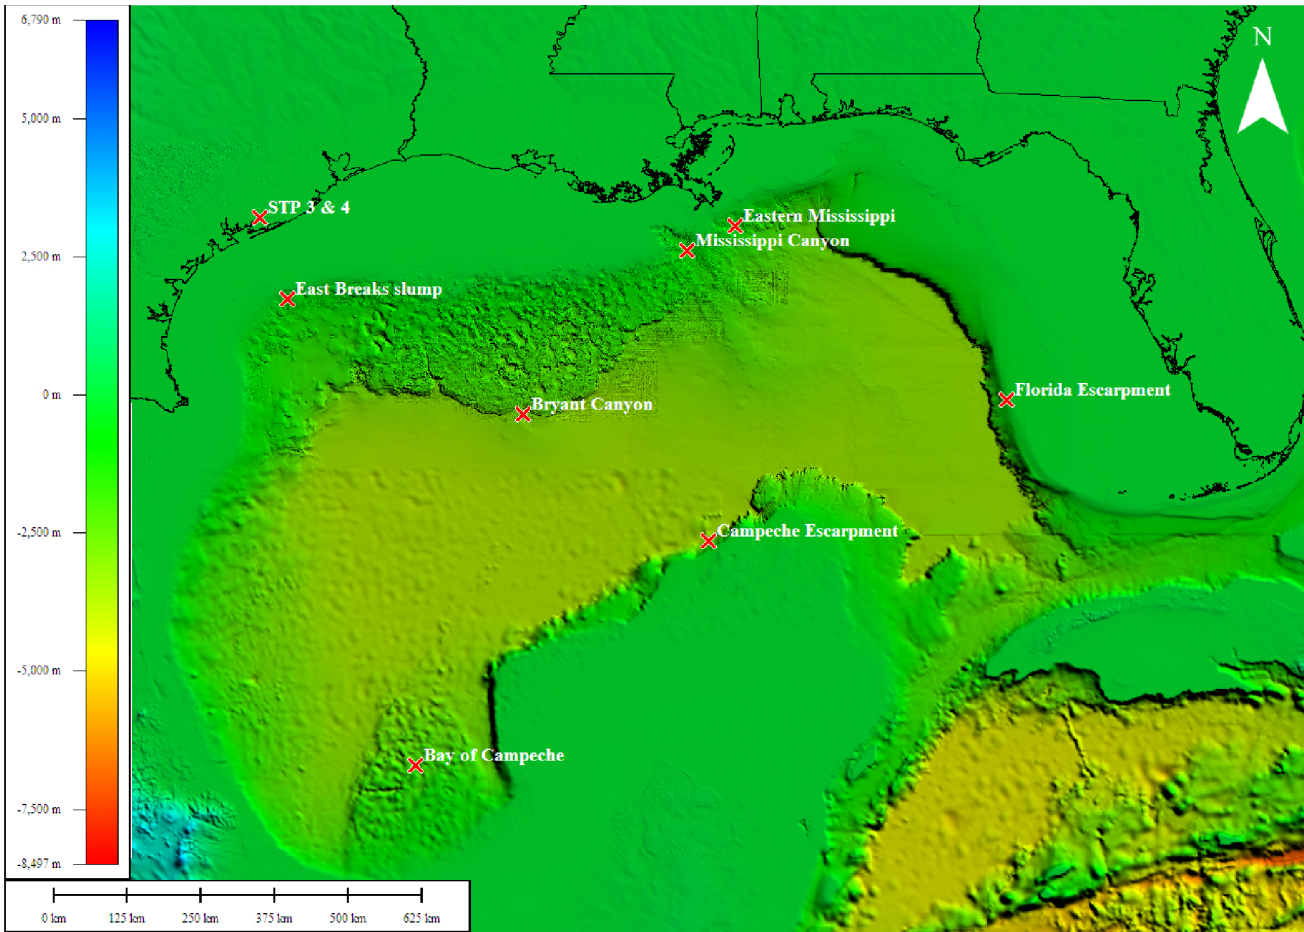 6,790 m
5,000 m
2,500 m
0 m
-2,500 m
-5,000 m
-7,500 m
-8,497 m
N
STP 3 & 4
Eastern Mississippi
Mississippi Canyon
East Breaks slump
Florida Escarpment
Bryant Canyon
Campeche Escarpment
Bay of Campeche
0 km 125 km 250 km 375 km 500 km 625 km